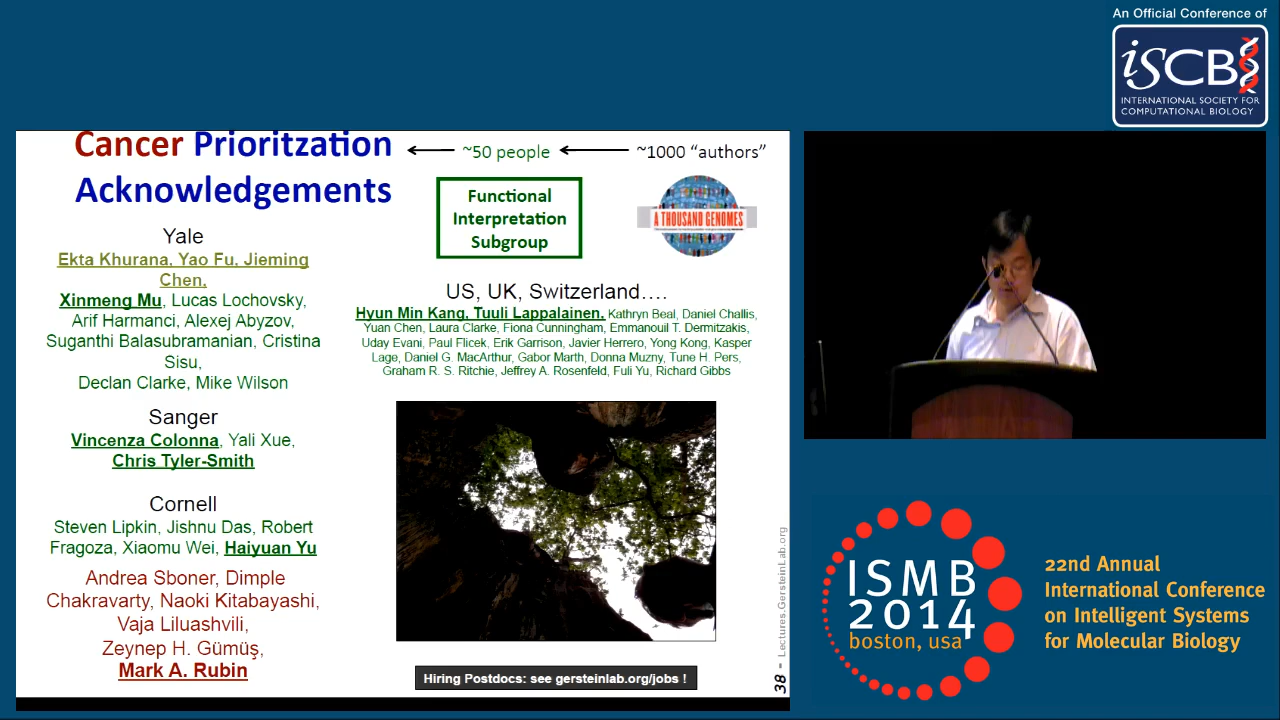 An Official Conference of
iSCB
INTERNATIONAL SOCIETY FOR
COMPUTATIONAL BIOLOGY
Cancer Prioritzation
Acknowledgements
~50 people
~1000 “authors”
Functional
Interpretation
Subgroup
A THOUSAND GENOMES
Yale
Ekta Khurana, Yao Fu, Jieming
Chen,
Xinmeng Mu, Lucas Lochovsky,
Arif Harmanci, Alexej Abyzov,
Suganthi Balasubramanian, Cristina
Sisu,
Declan Clarke, Mike Wilson
Sanger
Vincenza Colonna, Yali Xue,
Chris Tyler-Smith
Cornell
Steven Lipkin, Jishnu Das, Robert
Fragoza, Xiaomu Wei, Haiyuan Yu
Andrea Sboner, Dimple
Chakravarty, Naoki Kitabayashi,
Vaja Liluashvili,
Zeynep H. Gümüş,
Mark A. Rubin
US, UK, Switzerland….
Hyun Min Kang, Tuuli Lappalainen, Kathryn Beal, Daniel Challis,
Yuan Chen, Laura Clarke, Fiona Cunningham, Emmanouil T. Dermitzakis,
Uday Evani, Paul Flicek, Erik Garrison, Javier Herrero, Yong Kong, Kasper
Lage, Daniel G. MacArthur, Gabor Marth, Donna Muzny, Tune H. Pers,
Graham R. S. Ritchie, Jeffrey A. Rosenfeld, Fuli Yu, Richard Gibbs
Hiring Postdocs: see gersteinlab.org/jobs !
38 - Lectures.GersteinLab.org
ISMB
2014
boston, usa
22nd Annual
International Conference
on Intelligent Systems
for Molecular Biology